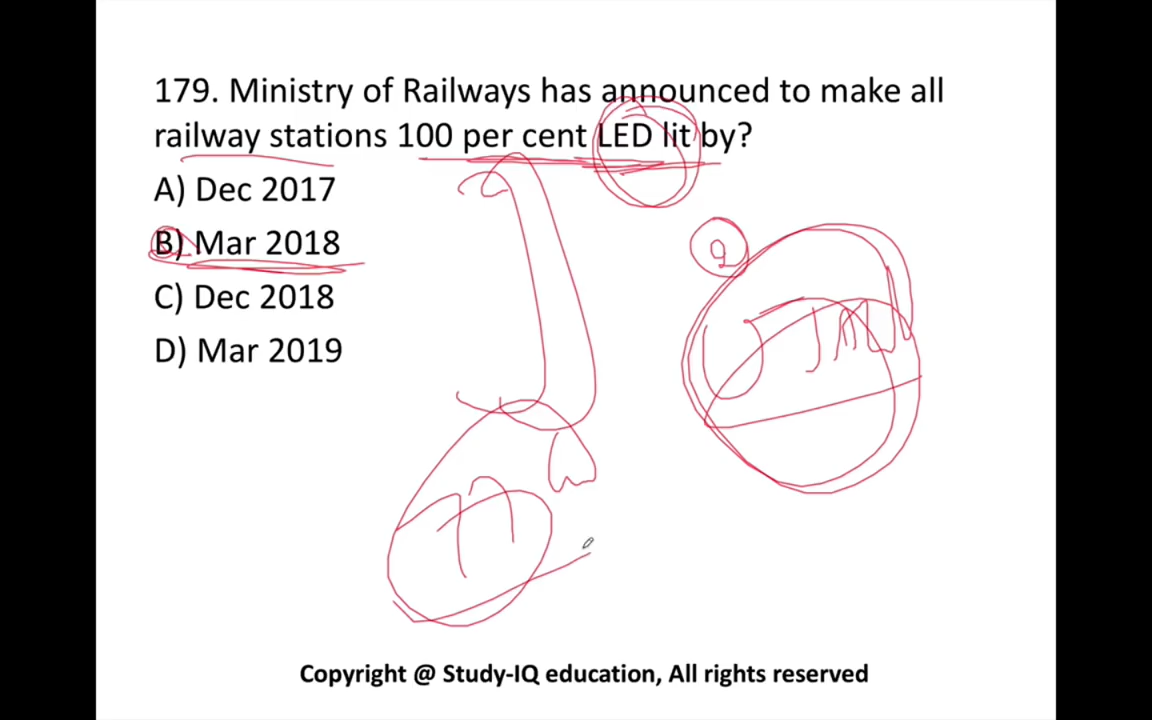 179. Ministry of Railways has announced to make all
railway stations 100 per cent LED lit by?
A) Dec 2017
B) Mar 2018
C) Dec 2018
D) Mar 2019
Copyright @ Study-IQ education, All rights reserved